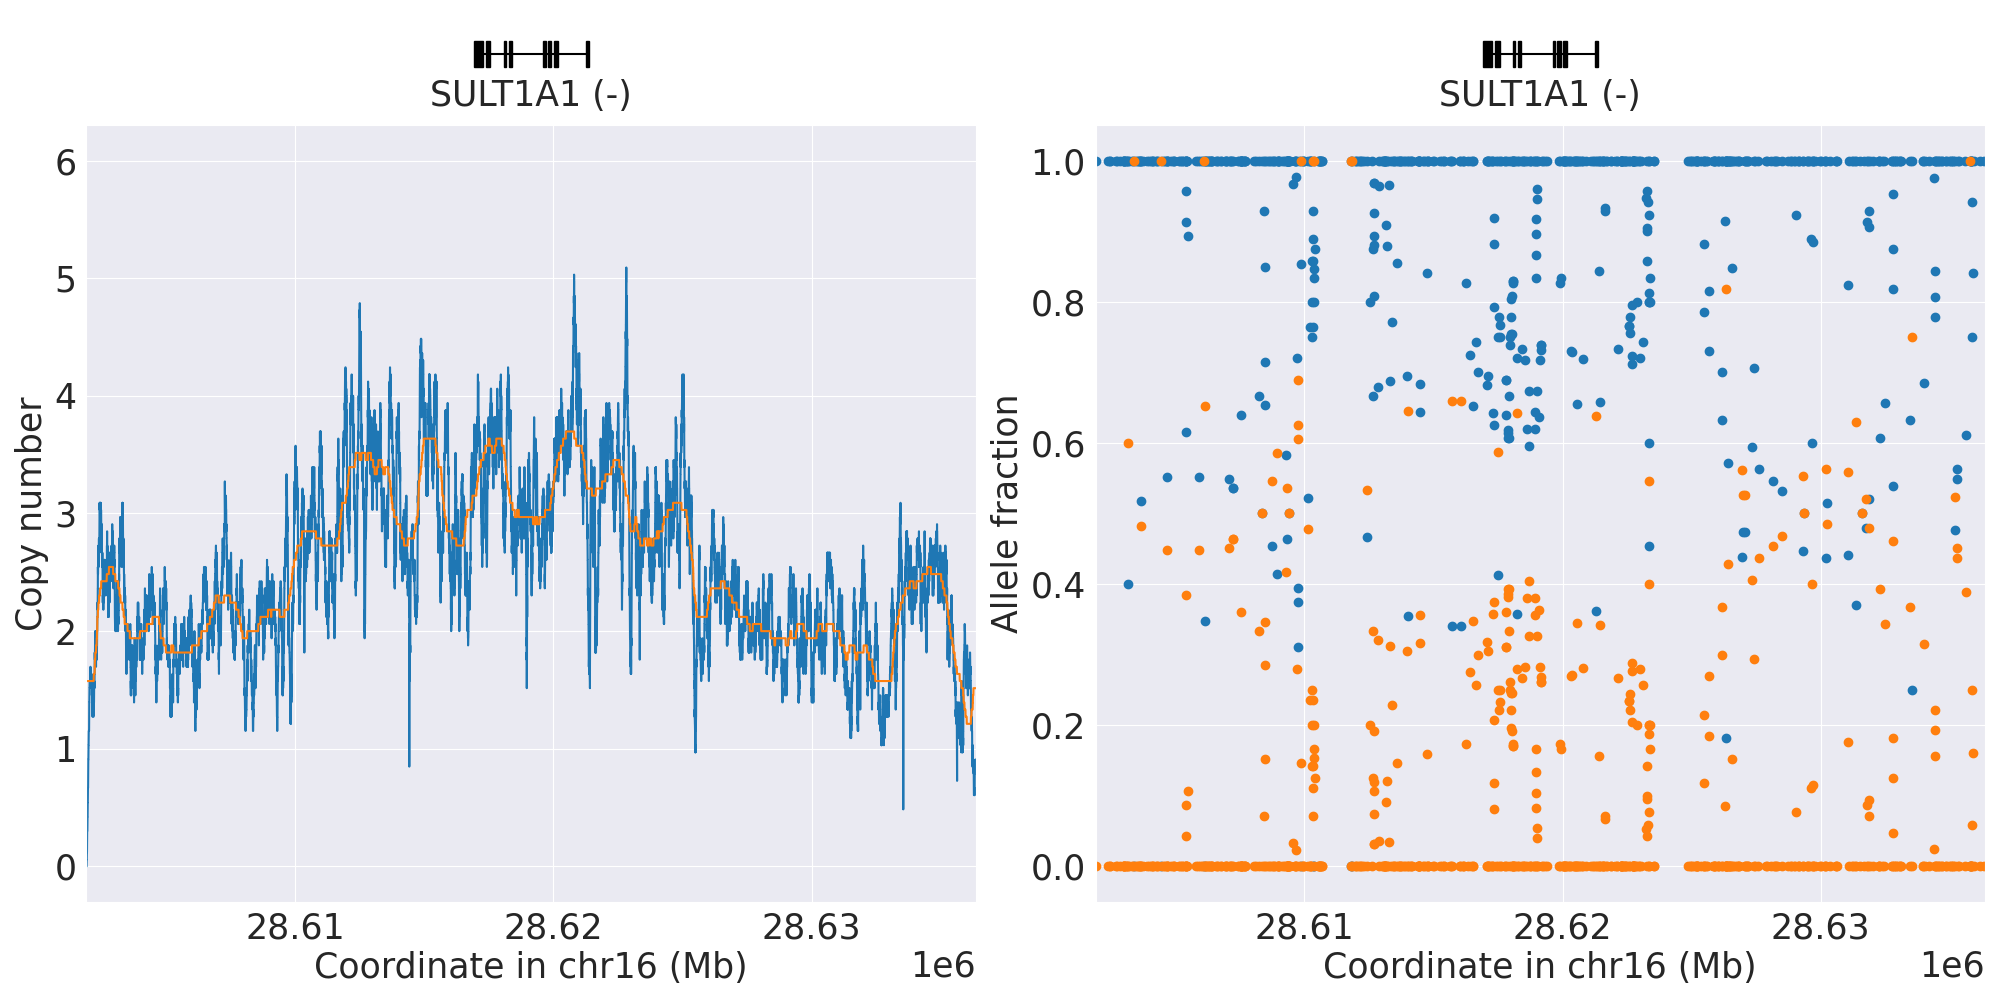 SULT1A1 (-)
Copy number
6
5
4
3
2
1
0
28.61
28.62
28.63
Coordinate in chr16 (Mb)
1e6
SULT1A1 (-)
Allele fraction
1.0
0.8
0.6
0.4
0.2
0.0
28.61
28.62
28.63
Coordinate in chr16 (Mb)
1e6